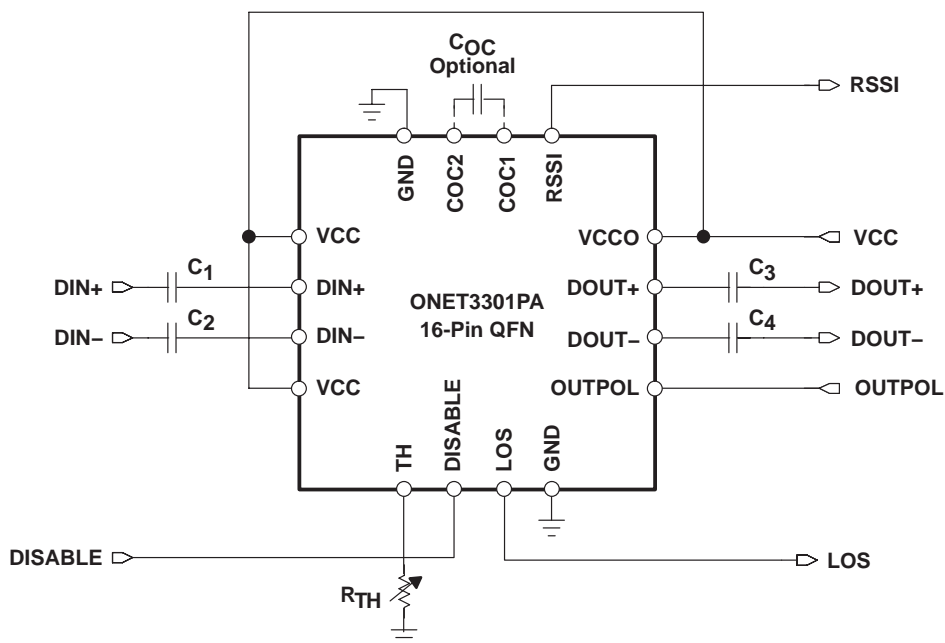 COC
Optional
RSSI
GND
COC2
COC1
RSSI
VCC
VCCO
VCC
DIN+
C1
DIN+
DOUT+
C3
DOUT+
ONET3301PA
16-Pin QFN
DIN−
C2
DIN−
DOUT−
C4
DOUT−
VCC
OUTPOL
OUTPOL
TH
DISABLE
LOS
GND
DISABLE
LOS
RTH